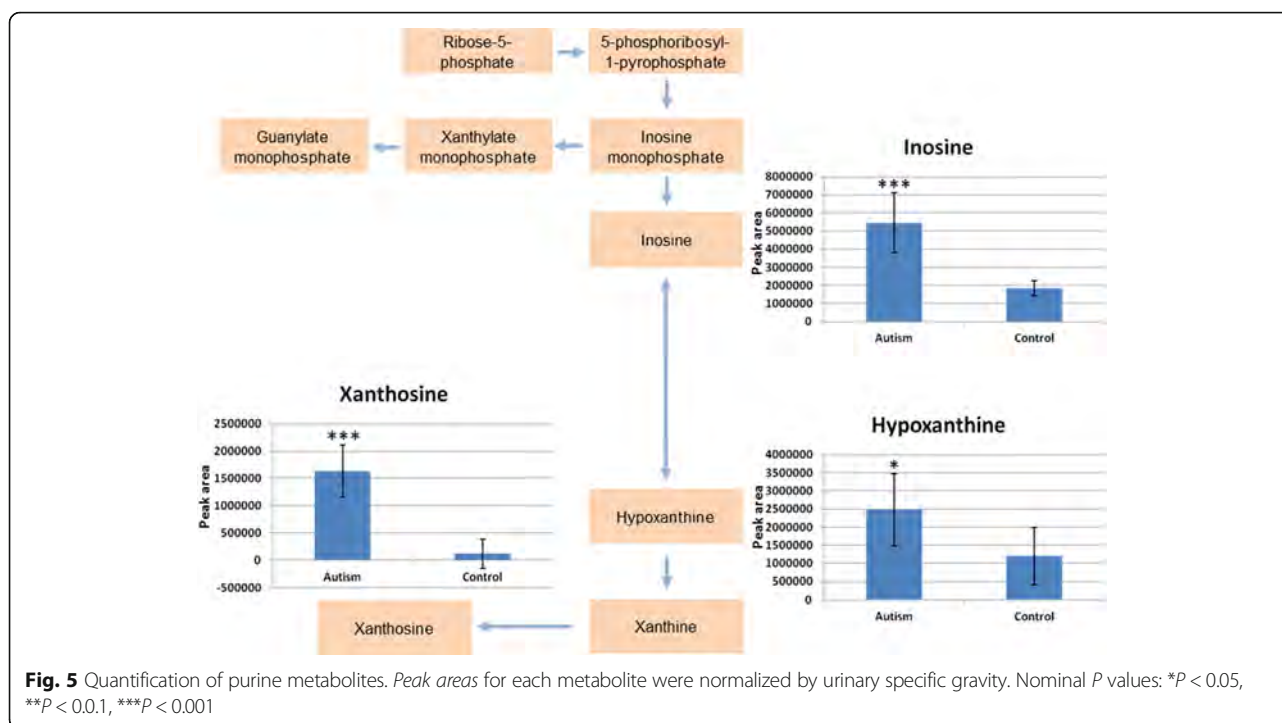 Ribose-5-
phosphate
5-phosphoribosyl-
1-pyrophosphate
Guanylate
monophosphate
Xanthylate
monophosphate
Inosine
monophosphate
Inosine
Inosine
Peak area
8000000
7000000
6000000
5000000
4000000
3000000
2000000
1000000
0
***
Autism
Control
Xanthosine
Peak area
2500000
2000000
1500000
1000000
500000
0
-500000
***
Autism
Control
Hypoxanthine
Hypoxanthine
Peak area
4000000
3500000
3000000
2500000
2000000
1500000
1000000
500000
0
*
Autism
Control
Xanthosine
Xanthine
Fig. 5 Quantification of purine metabolites. Peak areas for each metabolite were normalized by urinary specific gravity. Nominal P values: *P < 0.05,
**P < 0.0.1, ***P < 0.001